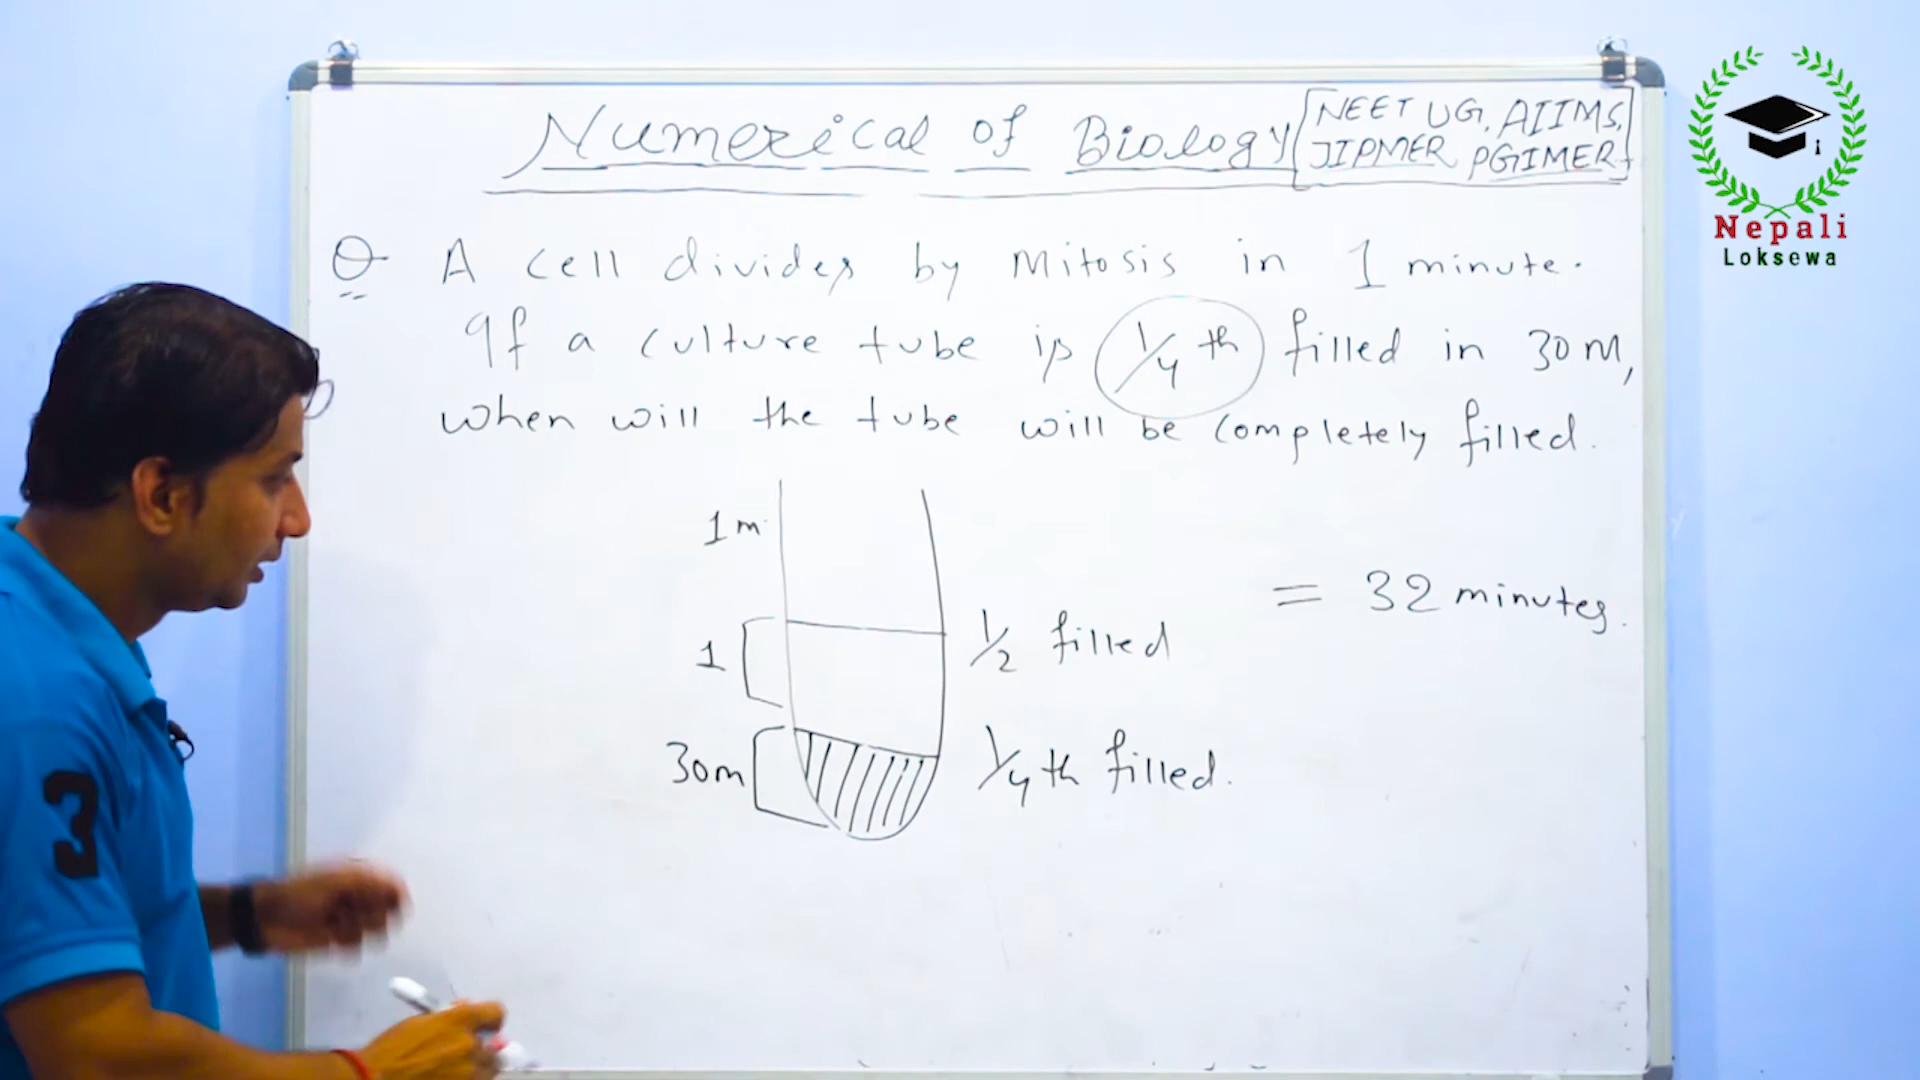 Numerical of Biology [NEET UG, AIIMS,
JIPMER PGIMER]
Nepali
Loksewa
Q A cell divides by Mitosis in 1 minute.
If a culture tube is 1/4 th filled in 30 M,
when will the tube will be completely filled.
1 m
= 32 minutes.
1 1/2 filled
30m 1/4 th filled.
3